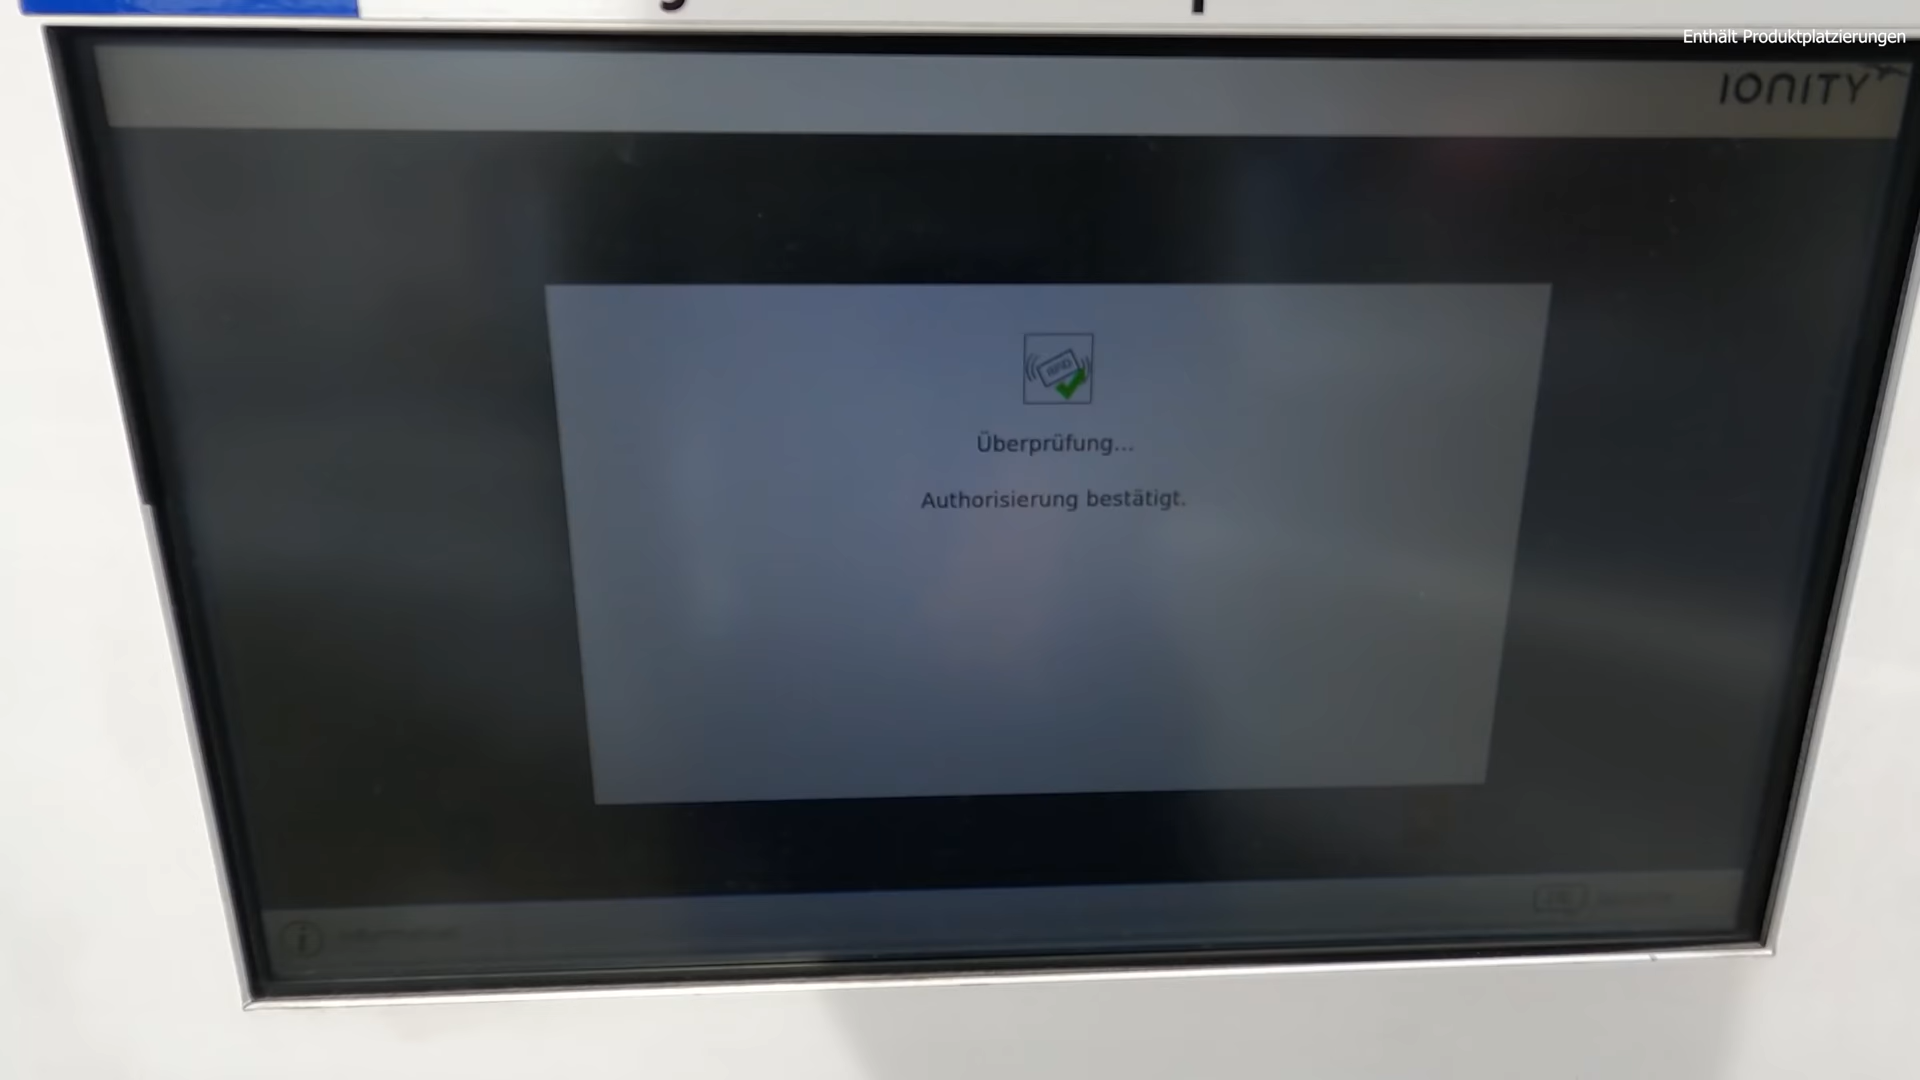 Enthält Produktplatzierungen
IONITY
RFID
Überprüfung...
Authorisierung bestätigt.
i